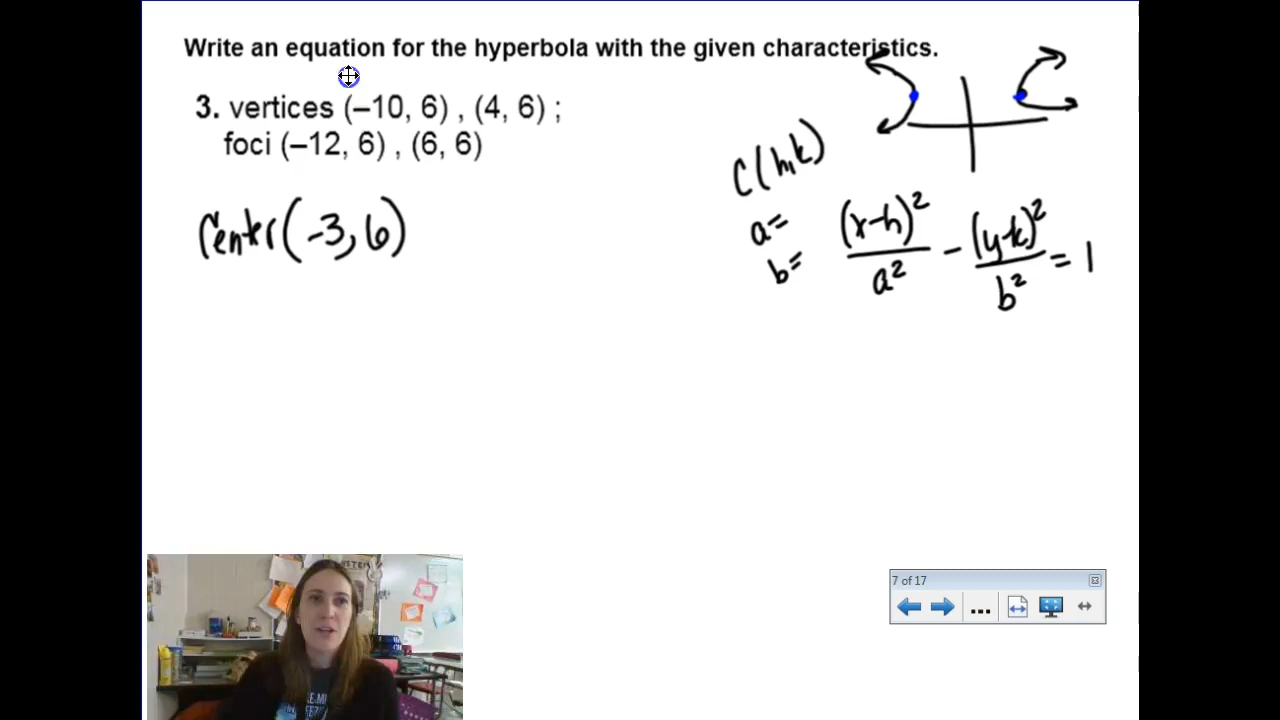 Write an equation for the hyperbola with the given characteristics.
3. vertices (–10, 6) , (4, 6) ;
foci (–12, 6) , (6, 6)
Center (-3, 6)
C(h,k)
a=
b=
(x-h)² / a² - (y-k)² / b² = 1
7 of 17
...